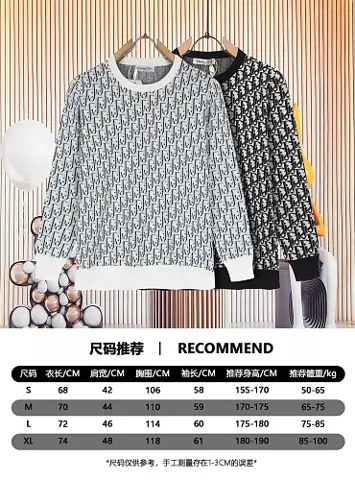 尺码推荐 | RECOMMEND
尺码 衣长/CM 肩宽/CM 胸围/CM 袖长/CM 推荐身高/CM 推荐體重/kg
S 68 42 106 58 155-170 50-65
M 70 44 110 59 170-175 65-75
L 72 46 114 60 175-180 75-85
XL 74 48 118 61 180-190 85-100
*尺码仅供参考，手工测量存在1-3CM的误差*